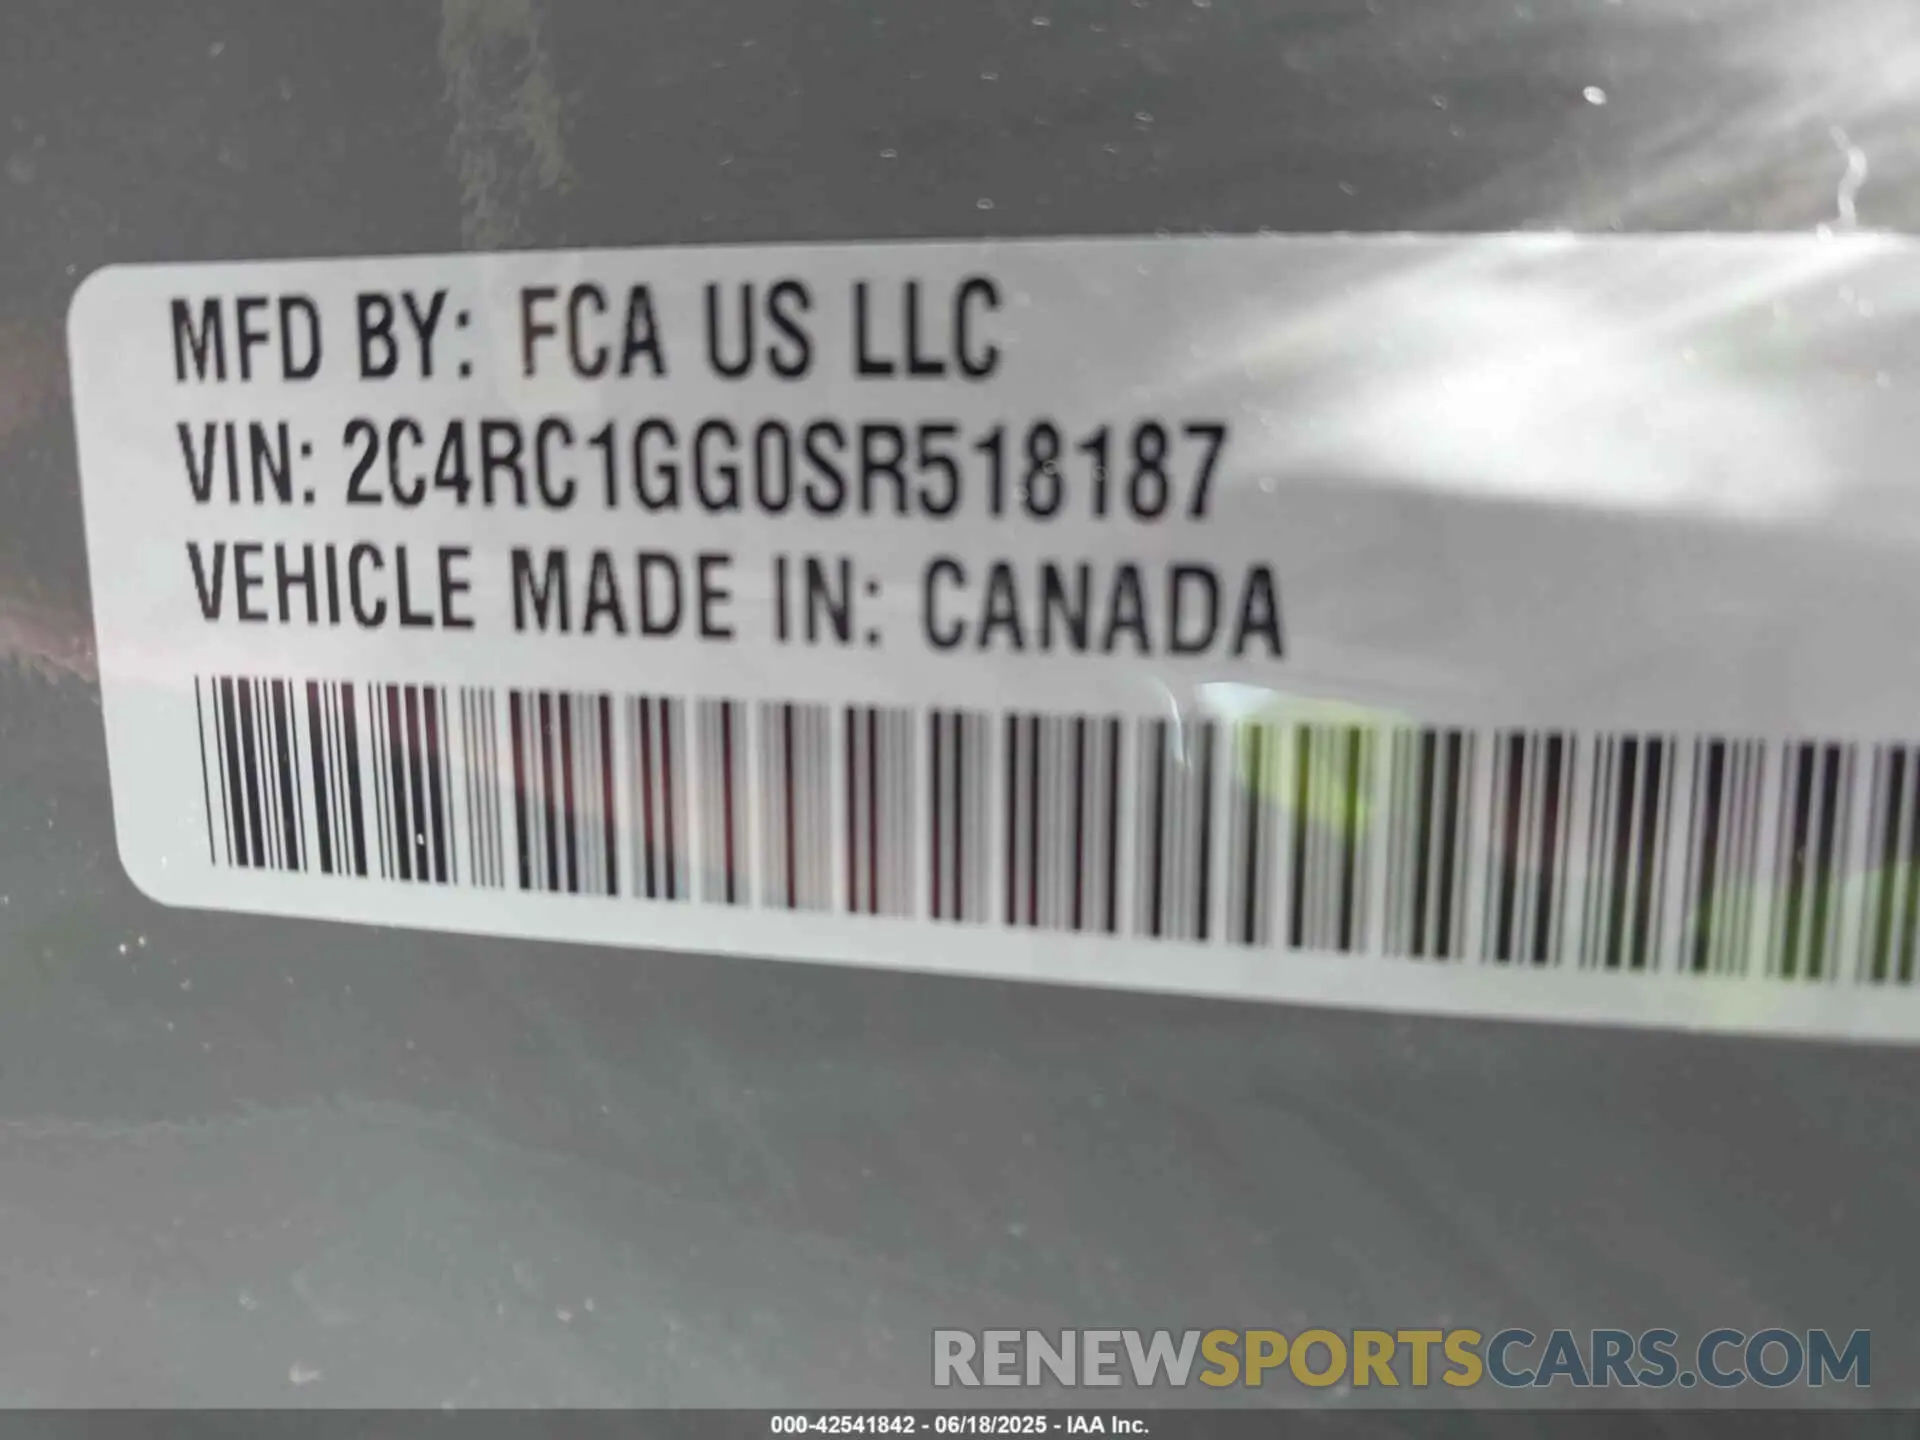 MFD BY: FCA US LLC
VIN: 2C4RC1GG0SR518187
VEHICLE MADE IN: CANADA
RENEWSPORTSCARS.COM
000-42541842 - 06/18/2025 - IAA Inc.